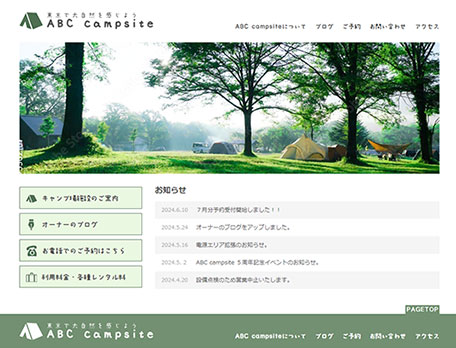 東京で大自然を感じよう
ABC Campsite
ABC campsiteについて ブログ ご予約 お問い合わせ アクセス
キャンプ場施設のご案内
オーナーのブログ
お電話でのご予約はこちら
利用料金・各種レンタル料
お知らせ
2024.6.10 7月分予約受付開始しました！！
2024.5.24 オーナーのブログをアップしました。
2024.5.16 電源エリア拡張のお知らせ。
2024.5. 2 ABC campsite 5周年記念イベントのお知らせ。
2024.4.20 設備点検のため営業中止いたします。
PAGETOP
東京で大自然を感じよう
ABC Campsite
ABC campsiteについて ブログ ご予約 お問い合わせ アクセス